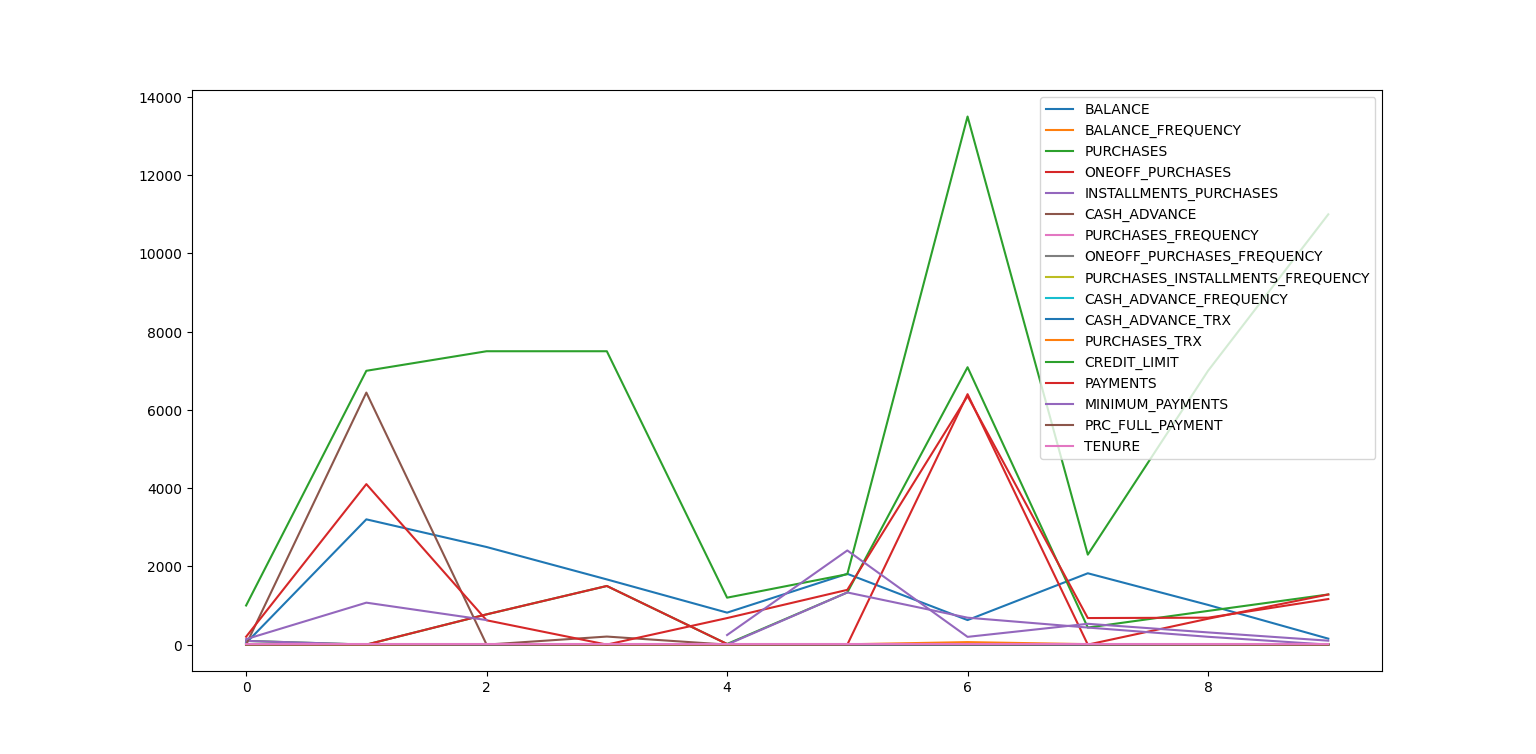 14000
12000
10000
8000
6000
4000
2000
0
0 2 4 6 8
BALANCE
BALANCE_FREQUENCY
PURCHASES
ONEOFF_PURCHASES
INSTALLMENTS_PURCHASES
CASH_ADVANCE
PURCHASES_FREQUENCY
ONEOFF_PURCHASES_FREQUENCY
PURCHASES_INSTALLMENTS_FREQUENCY
CASH_ADVANCE_FREQUENCY
CASH_ADVANCE_TRX
PURCHASES_TRX
CREDIT_LIMIT
PAYMENTS
MINIMUM_PAYMENTS
PRC_FULL_PAYMENT
TENURE